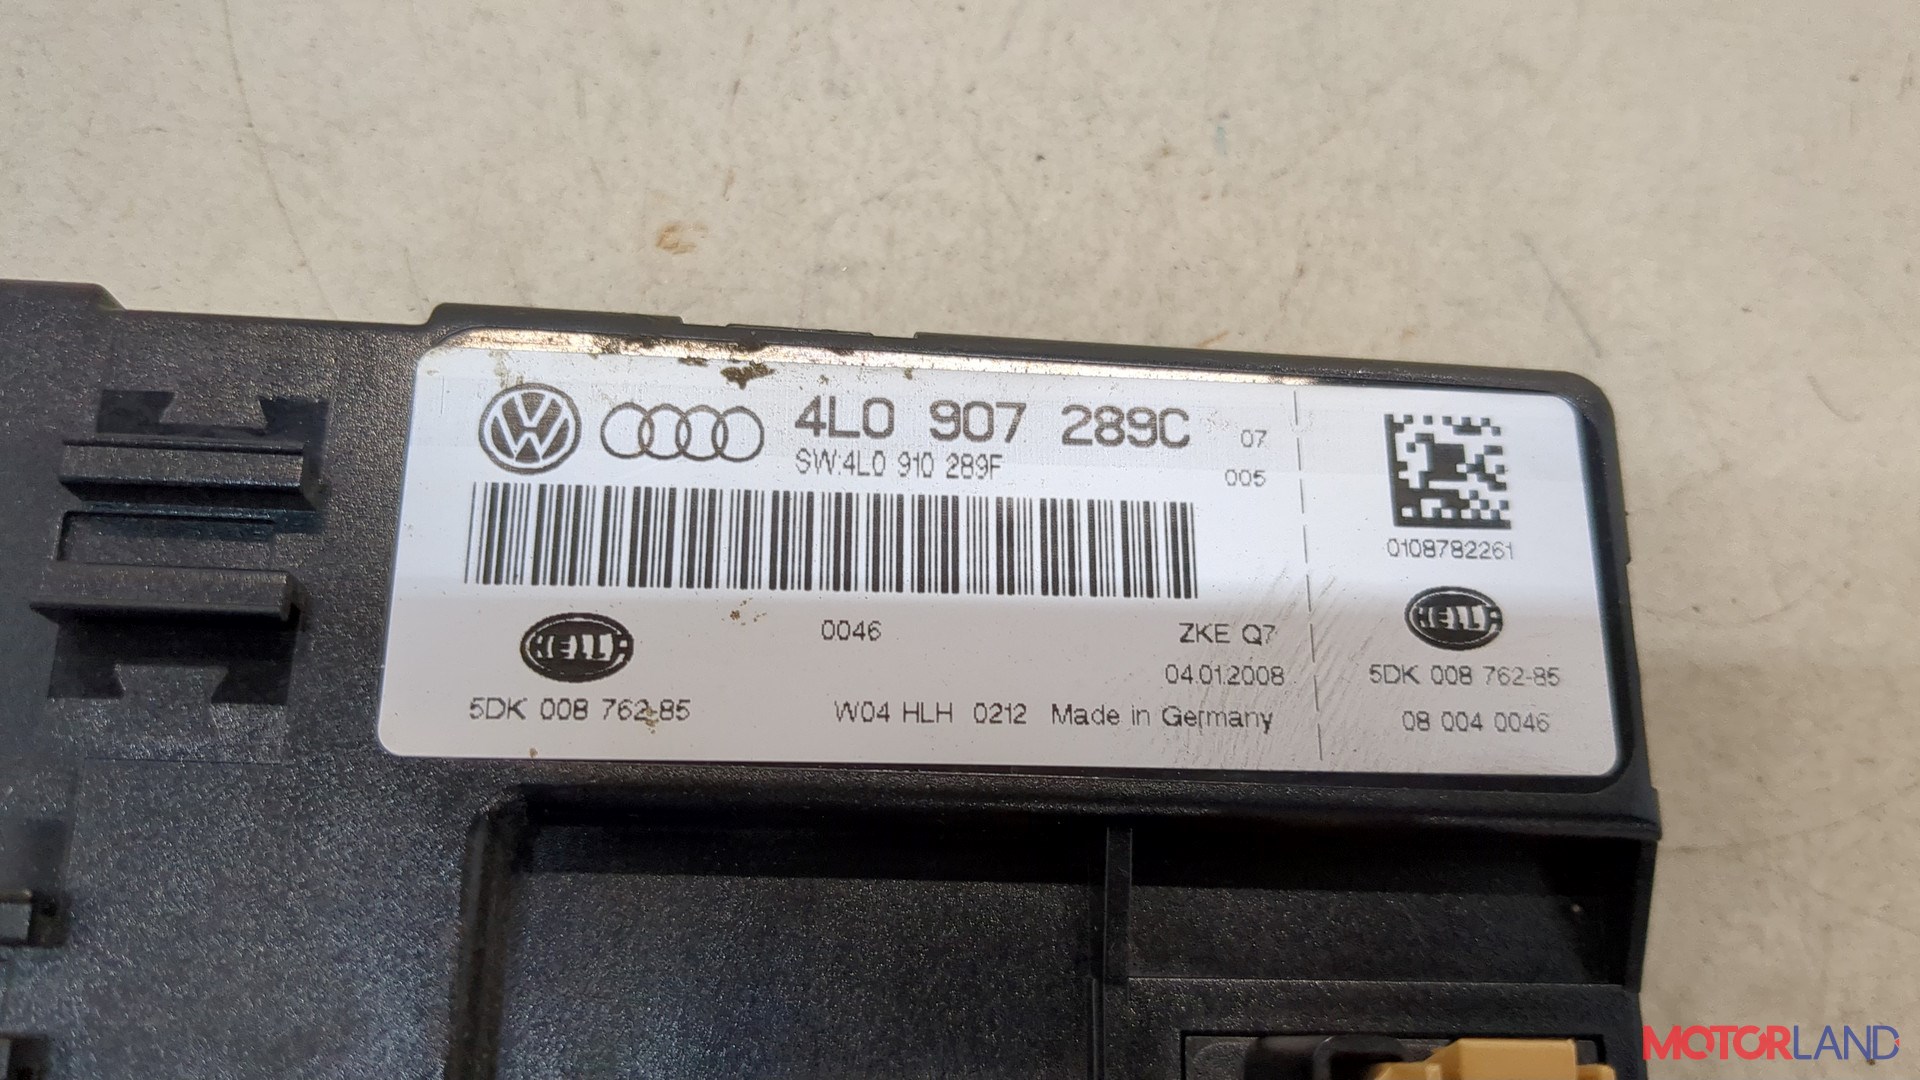 4L0 907 289C 07
SW:4L0 910 289F 005
0108782261
HELLA
0046 ZKE Q7
04.01.2008
5DK 008 762-85
W04 HLH 0212 Made in Germany
HELLA
5DK 008 762-85
08 004 0046
MOTORLAND